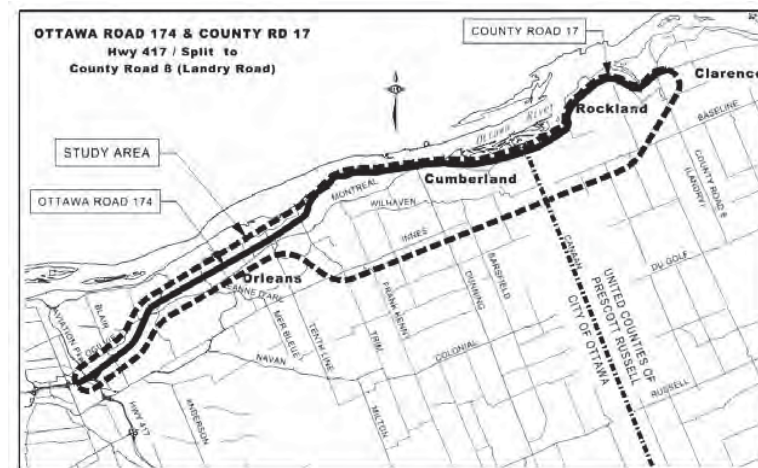 OTTAWA ROAD 174 & COUNTY RD 17
Hwy 417 / Split to
County Road 8 (Landry Road)
COUNTY ROAD 17
Clarence
Rockland
BASELINE
Ottawa River
STUDY AREA
COUNTY ROAD 8
(LANDRY)
Cumberland
MONTREAL
OTTAWA ROAD 174
WILHAVEN
INNES
CANAAN
DU GOLF
SARSFIELD
DUNNING
FRANK KENNY
Orleans
JEANNE D'ARC
UNITED COUNTIES OF
PRESCOTT RUSSELL
CITY OF OTTAWA
BLAIR
MER BLEUE
TENTH LINE
TRIM
COLONIAL
NAVAN
RUSSELL
HWY 417
ANDERSON
MILTON